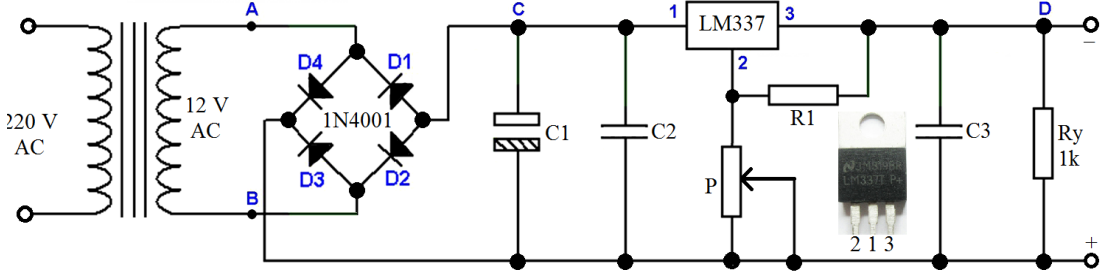 A
C
1
LM337
3
D
−
D4
D1
2
220 V
AC
12 V
AC
1N4001
C1
C2
R1
C3
Ry
1k
D3
D2
P
LM337T P+
B
2 1 3
+